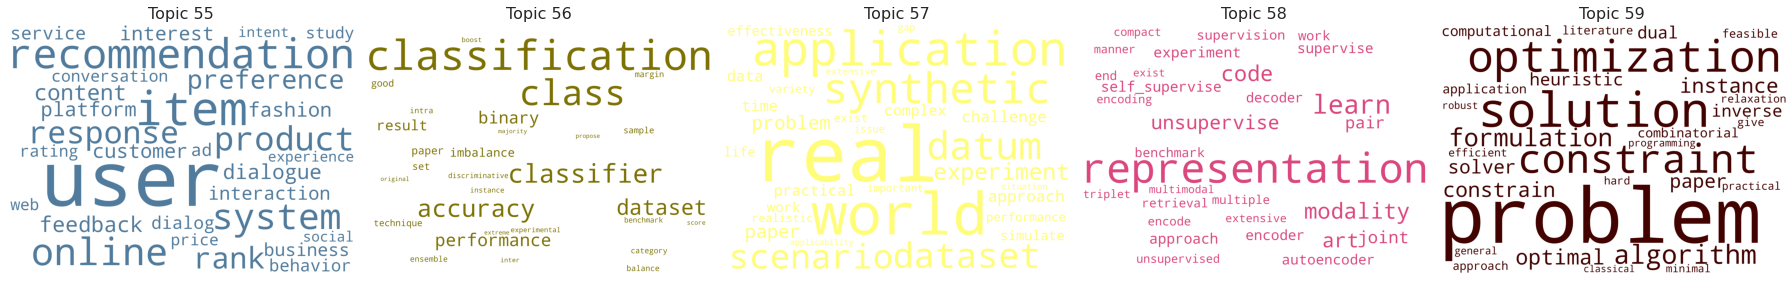 Topic 55
service interest intent study
recommendation
conversation preference
content
platform item fashion
response product
rating customer ad experience
user dialogue
interaction
web
feedback dialog system
price social
online rank business
behavior
Topic 56
boost
classification
margin
good
class
intra
result binary
majority sample
propose
paper imbalance
set
classifier
original discriminative
instance
accuracy dataset
technique benchmark score
extreme experimental
performance
category
ensemble inter
balance
Topic 57
effectiveness gap
application
data extensive
variety synthetic
time complex
problem exist challenge
issue
life real datum
experiment
practical important situation
work approach
realistic world performance
paper simulate
scenario dataset
Topic 58
compact supervision work
manner experiment supervise
end exist code
self_supervise
encoding decoder learn
unsupervise pair
benchmark
representation
triplet multimodal
retrieval multiple modality
encode extensive
approach encoder art joint
unsupervised autoencoder
Topic 59
computational literature dual feasible
optimization
heuristic instance
application relaxation
robust solution inverse
give
formulation combinatorial
programming
efficient constraint
solver
hard paper practical
constrain
problem
general optimal algorithm
approach classical minimal